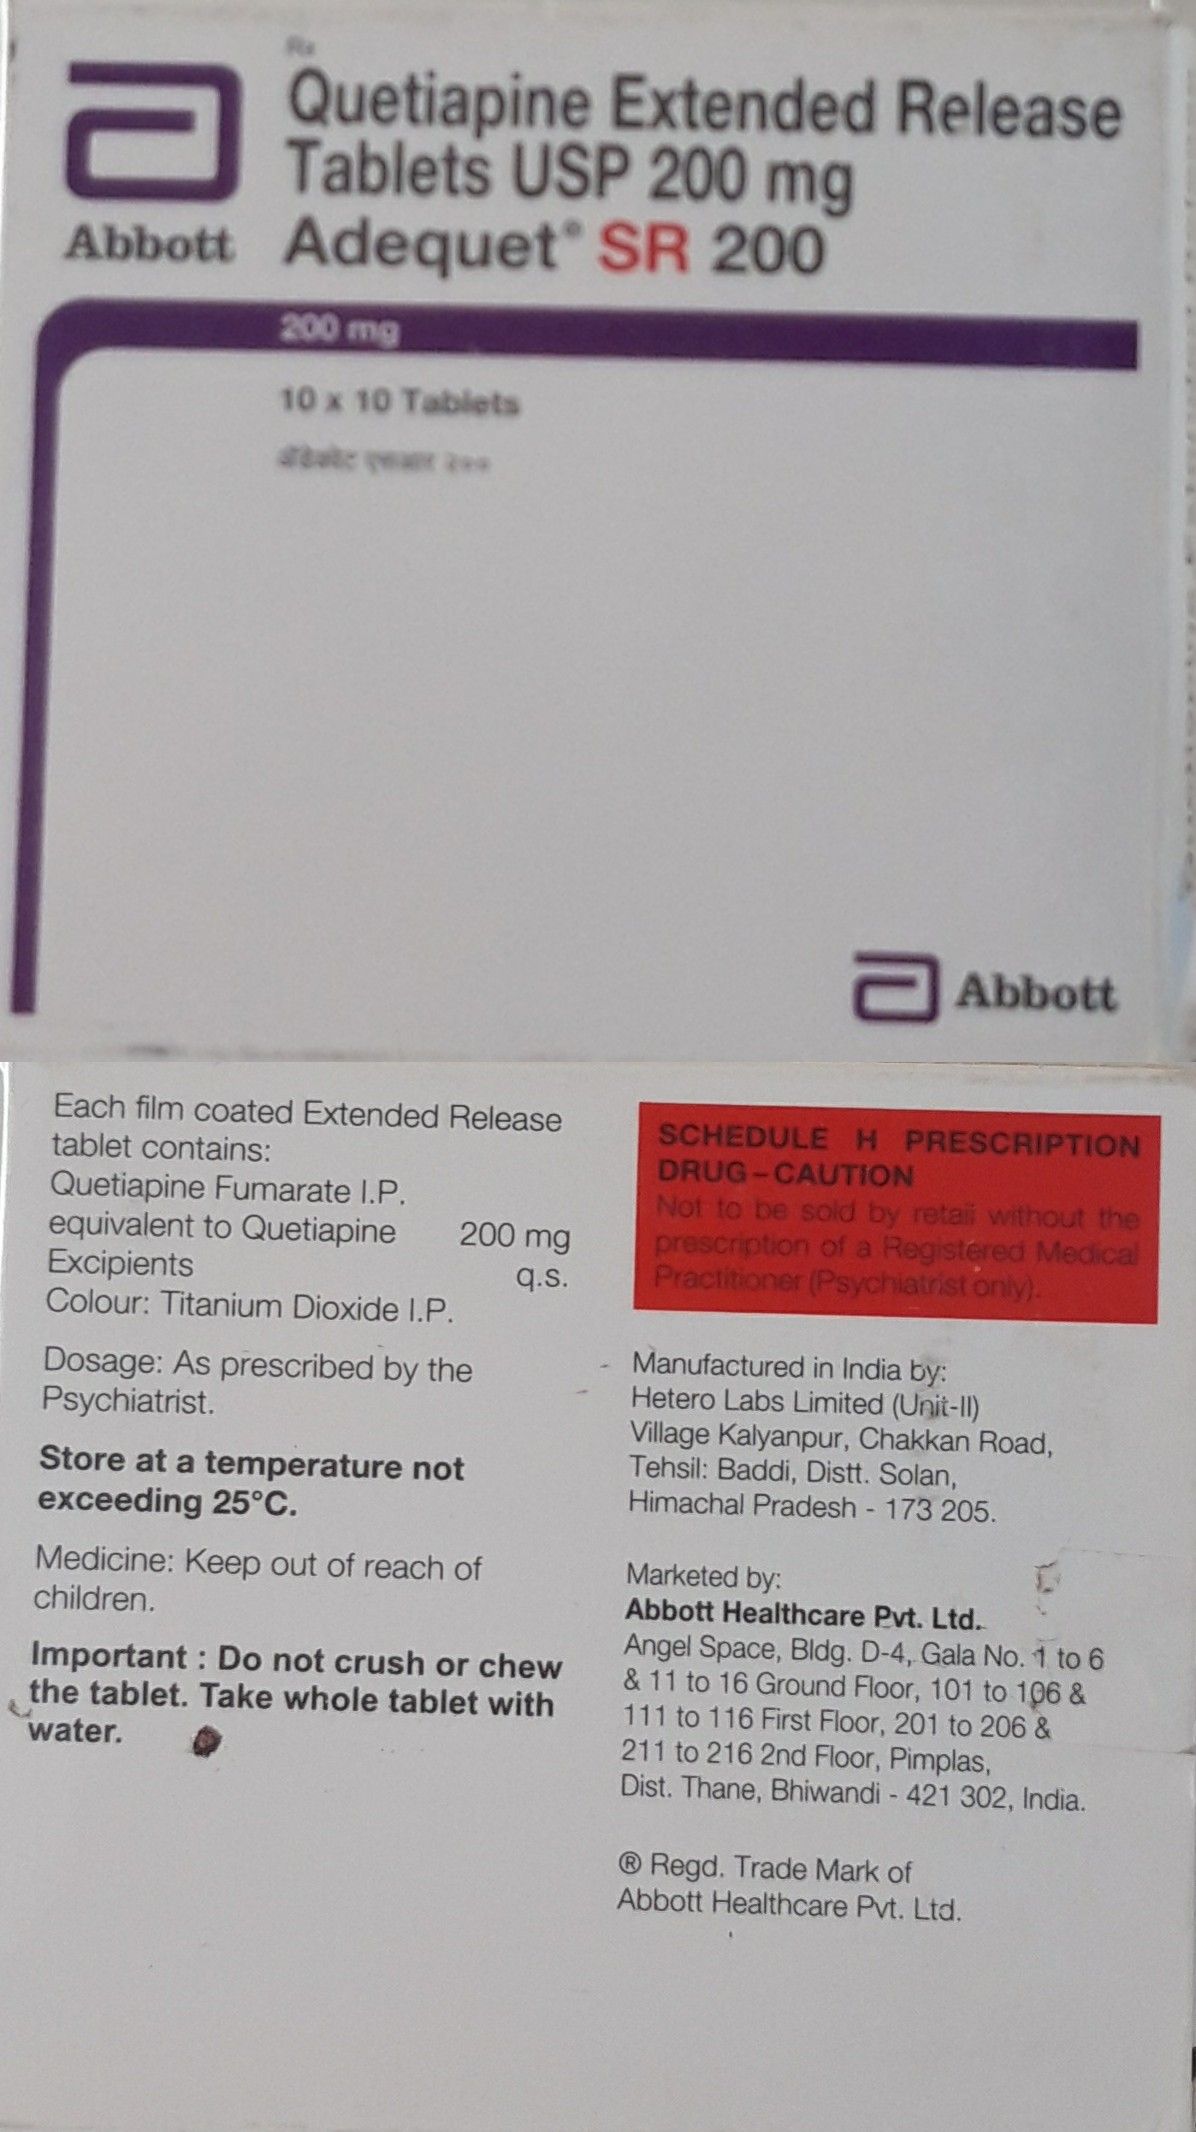 Rx
Quetiapine Extended Release
Tablets USP 200 mg
Abbott
Adequet® SR 200
200 mg
10 x 10 Tablets
२००
Abbott
Each film coated Extended Release
tablet contains:
Quetiapine Fumarate I.P.
equivalent to Quetiapine 200 mg
Excipients q.s.
Colour: Titanium Dioxide I.P.
Dosage: As prescribed by the
Psychiatrist.
Store at a temperature not
exceeding 25°C.
Medicine: Keep out of reach of
children.
Important : Do not crush or chew
the tablet. Take whole tablet with
water.
SCHEDULE H PRESCRIPTION
DRUG – CAUTION
Not to be sold by retail without the
prescription of a Registered Medical
Practitioner (Psychiatrist only).
Manufactured in India by:
Hetero Labs Limited (Unit-II)
Village Kalyanpur, Chakkan Road,
Tehsil: Baddi, Distt. Solan,
Himachal Pradesh - 173 205.
Marketed by:
Abbott Healthcare Pvt. Ltd.
Angel Space, Bldg. D-4, Gala No. 1 to 6
& 11 to 16 Ground Floor, 101 to 106 &
111 to 116 First Floor, 201 to 206 &
211 to 216 2nd Floor, Pimplas,
Dist. Thane, Bhiwandi - 421 302, India.
® Regd. Trade Mark of
Abbott Healthcare Pvt. Ltd.